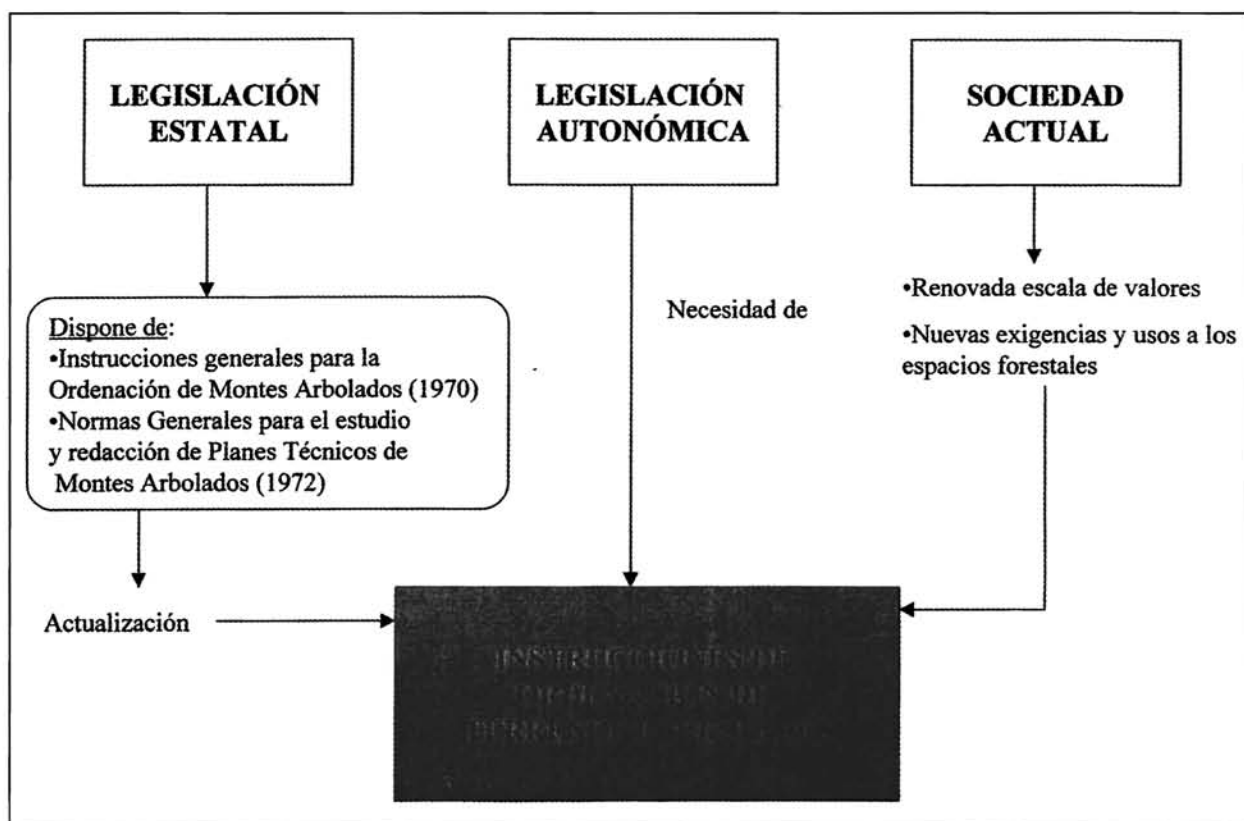 LEGISLACIÓN
ESTATAL
LEGISLACIÓN
AUTONÓMICA
SOCIEDAD
ACTUAL
Dispone de:
•Instrucciones generales para la
Ordenación de Montes Arbolados (1970)
•Normas Generales para el estudio
y redacción de Planes Técnicos de
Montes Arbolados (1972)
Necesidad de
•Renovada escala de valores
•Nuevas exigencias y usos a los
espacios forestales
Actualización